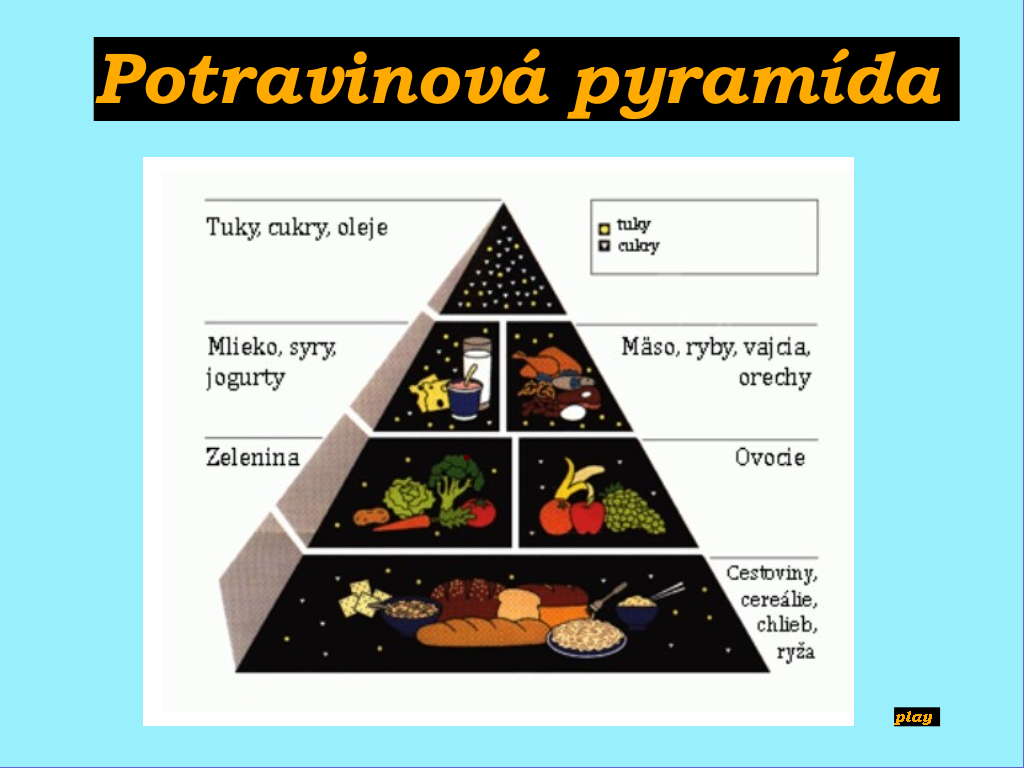 Potravinová pyramída
Tuky, cukry, oleje
tuky
cukry
Mlieko, syry,
jogurty
Mäso, ryby, vajcia,
orechy
Zelenina
Ovocie
Cestoviny,
cereálie,
chlieb,
ryža
play